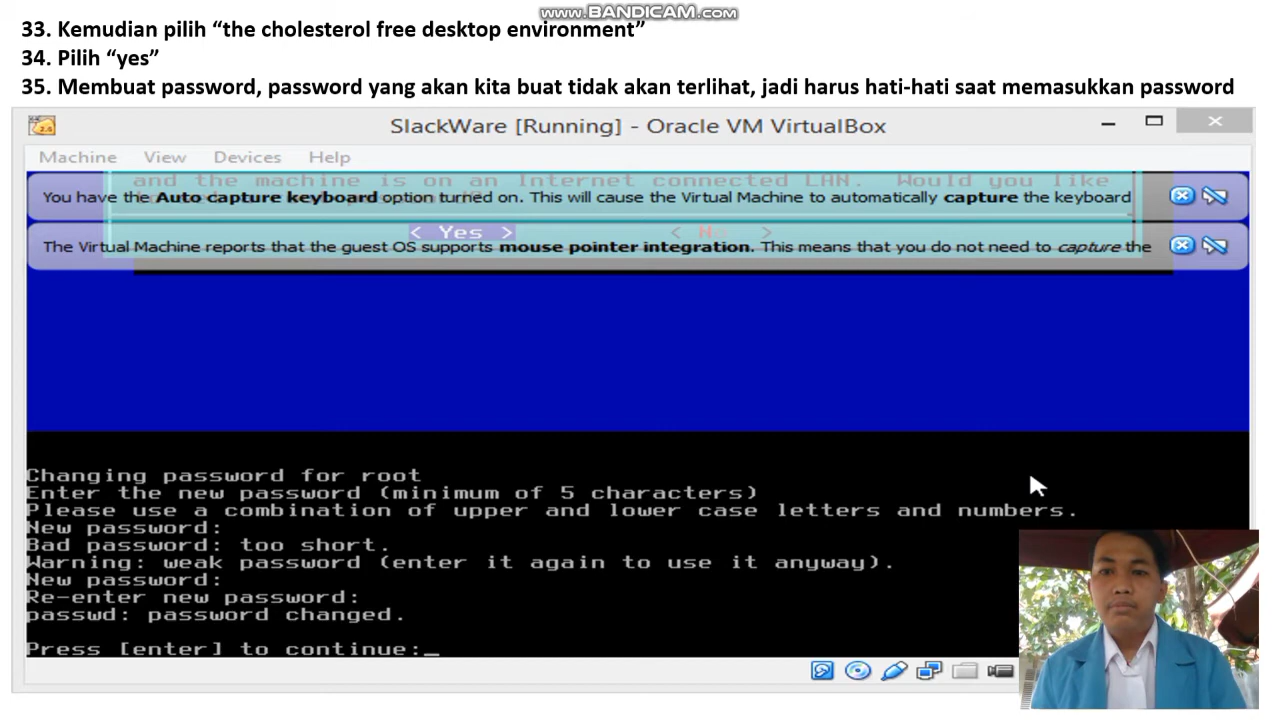 www.BANDICAM.com
33. Kemudian pilih “the cholesterol free desktop environment”
34. Pilih “yes”
35. Membuat password, password yang akan kita buat tidak akan terlihat, jadi harus hati-hati saat memasukkan password
SlackWare [Running] - Oracle VM VirtualBox
Machine View Devices Help
and the machine is on an Internet connected LAN. Would you like
You have the Auto capture keyboard option turned on. This will cause the Virtual Machine to automatically capture the keyboard
< Yes > < No >
The Virtual Machine reports that the guest OS supports mouse pointer integration. This means that you do not need to capture the
Changing password for root
Enter the new password (minimum of 5 characters)
Please use a combination of upper and lower case letters and numbers.
New password:
Bad password: too short.
Warning: weak password (enter it again to use it anyway).
New password:
Re-enter new password:
passwd: password changed.
Press [enter] to continue:_